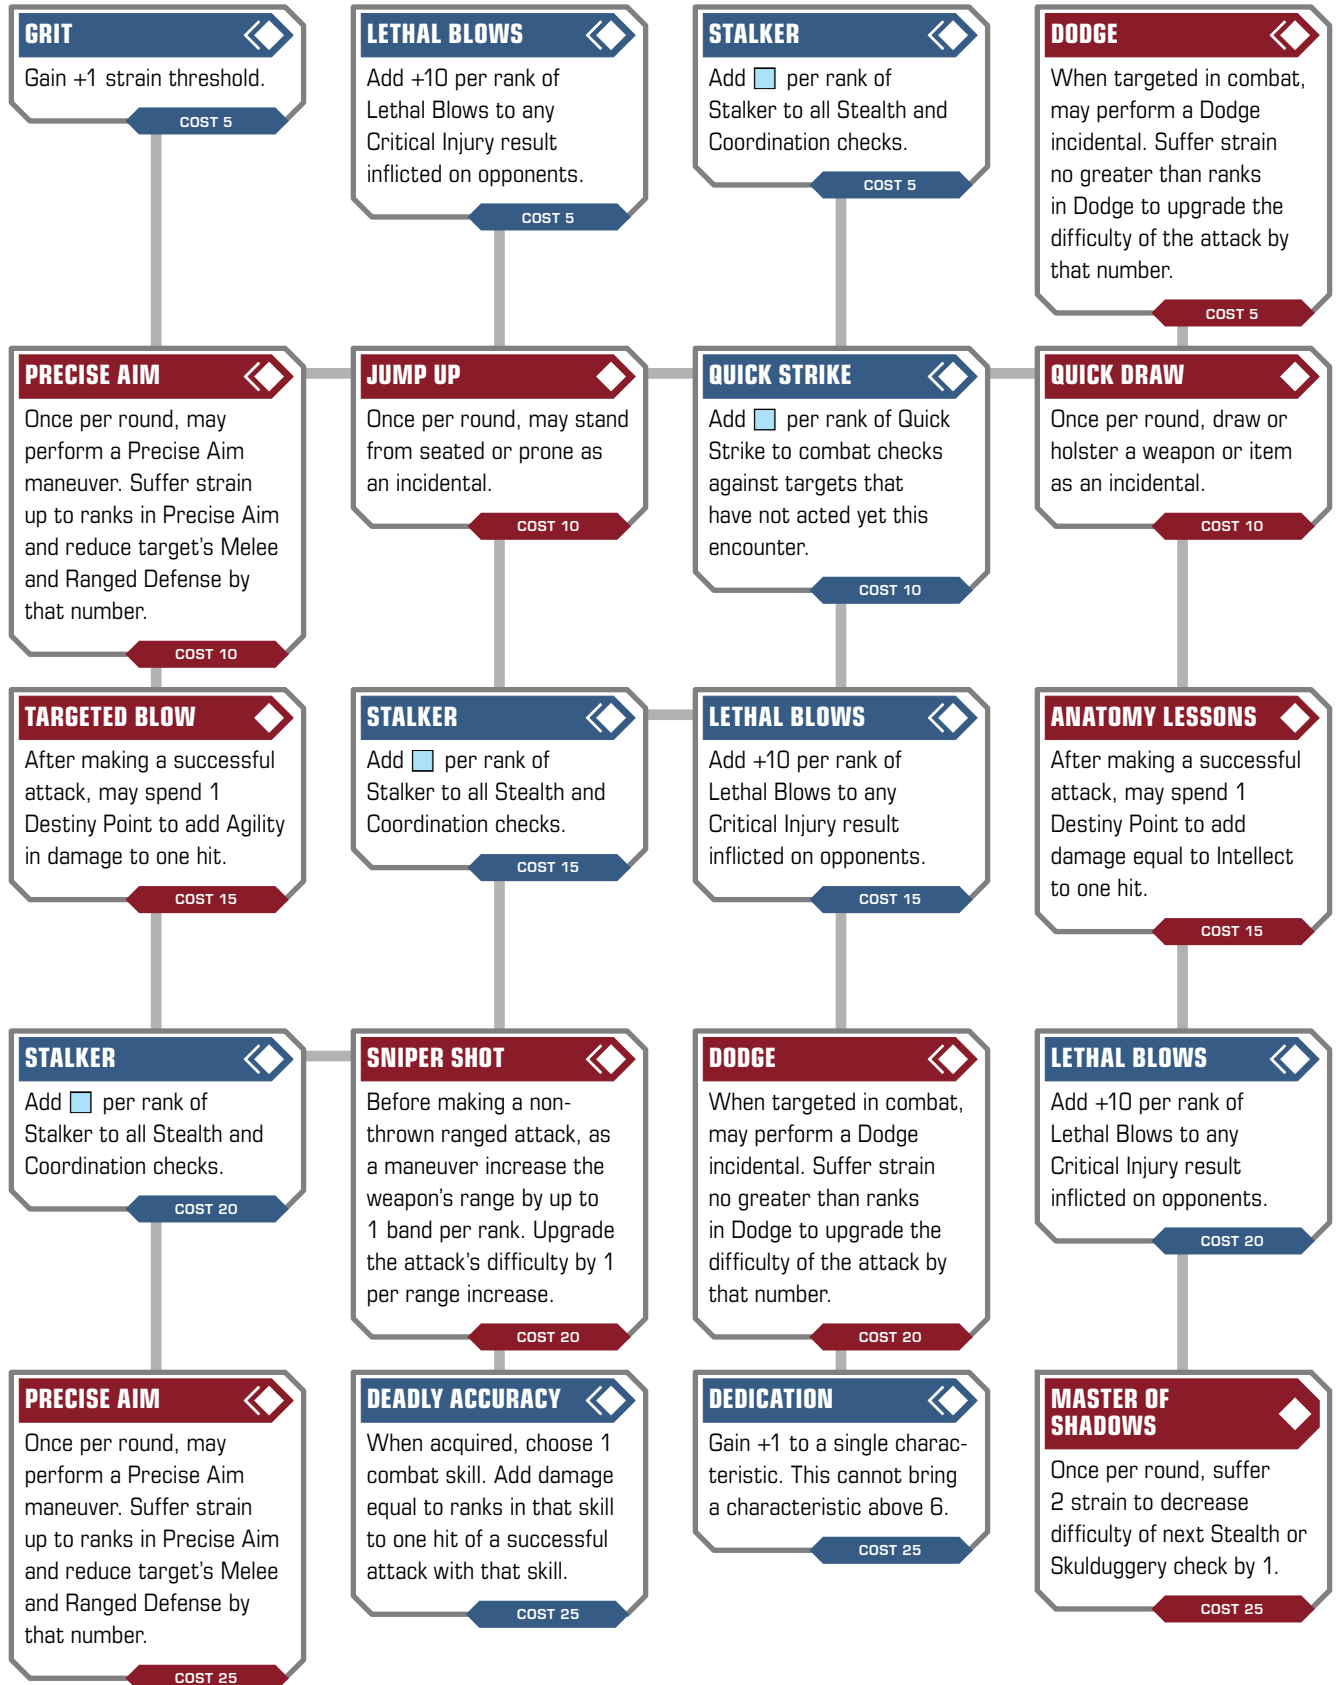 GRIT
Gain +1 strain threshold.
COST 5
LETHAL BLOWS
Add +10 per rank of
Lethal Blows to any
Critical Injury result
inflicted on opponents.
COST 5
STALKER
Add per rank of
Stalker to all Stealth and
Coordination checks.
COST 5
DODGE
When targeted in combat,
may perform a Dodge
incidental. Suffer strain
no greater than ranks
in Dodge to upgrade the
difficulty of the attack by
that number.
COST 5
PRECISE AIM
Once per round, may
perform a Precise Aim
maneuver. Suffer strain
up to ranks in Precise Aim
and reduce target's Melee
and Ranged Defense by
that number.
COST 10
JUMP UP
Once per round, may stand
from seated or prone as
an incidental.
COST 10
QUICK STRIKE
Add per rank of Quick
Strike to combat checks
against targets that
have not acted yet this
encounter.
COST 10
QUICK DRAW
Once per round, draw or
holster a weapon or item
as an incidental.
COST 10
TARGETED BLOW
After making a successful
attack, may spend 1
Destiny Point to add Agility
in damage to one hit.
COST 15
STALKER
Add per rank of
Stalker to all Stealth and
Coordination checks.
COST 15
LETHAL BLOWS
Add +10 per rank of
Lethal Blows to any
Critical Injury result
inflicted on opponents.
COST 15
ANATOMY LESSONS
After making a successful
attack, may spend 1
Destiny Point to add
damage equal to Intellect
to one hit.
COST 15
STALKER
Add per rank of
Stalker to all Stealth and
Coordination checks.
COST 20
SNIPER SHOT
Before making a non-
thrown ranged attack, as
a maneuver increase the
weapon's range by up to
1 band per rank. Upgrade
the attack's difficulty by 1
per range increase.
COST 20
DODGE
When targeted in combat,
may perform a Dodge
incidental. Suffer strain
no greater than ranks
in Dodge to upgrade the
difficulty of the attack by
that number.
COST 20
LETHAL BLOWS
Add +10 per rank of
Lethal Blows to any
Critical Injury result
inflicted on opponents.
COST 20
PRECISE AIM
Once per round, may
perform a Precise Aim
maneuver. Suffer strain
up to ranks in Precise Aim
and reduce target's Melee
and Ranged Defense by
that number.
COST 25
DEADLY ACCURACY
When acquired, choose 1
combat skill. Add damage
equal to ranks in that skill
to one hit of a successful
attack with that skill.
COST 25
DEDICATION
Gain +1 to a single charac-
teristic. This cannot bring
a characteristic above 6.
COST 25
MASTER OF
SHADOWS
Once per round, suffer
2 strain to decrease
difficulty of next Stealth or
Skulduggery check by 1.
COST 25